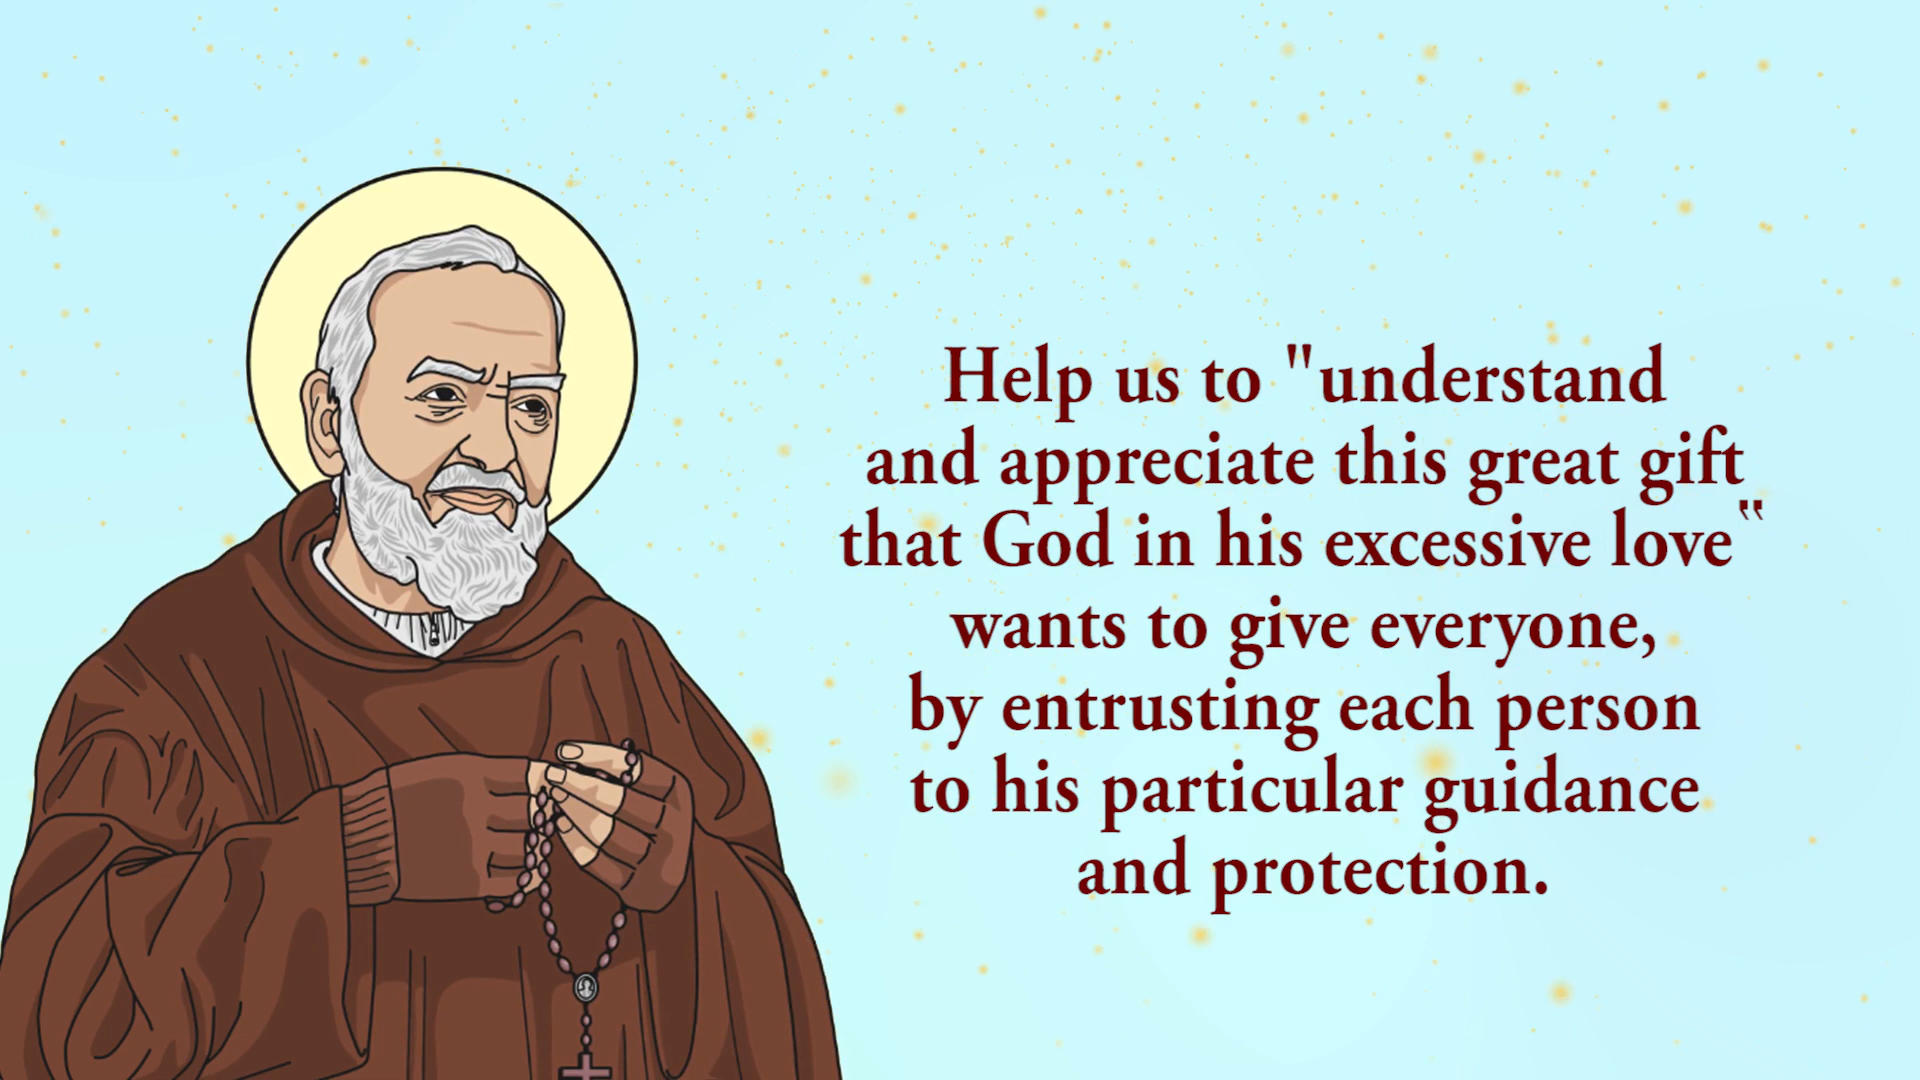 Help us to "understand
and appreciate this great gift
that God in his excessive love"
wants to give everyone,
by entrusting each person
to his particular guidance
and protection.